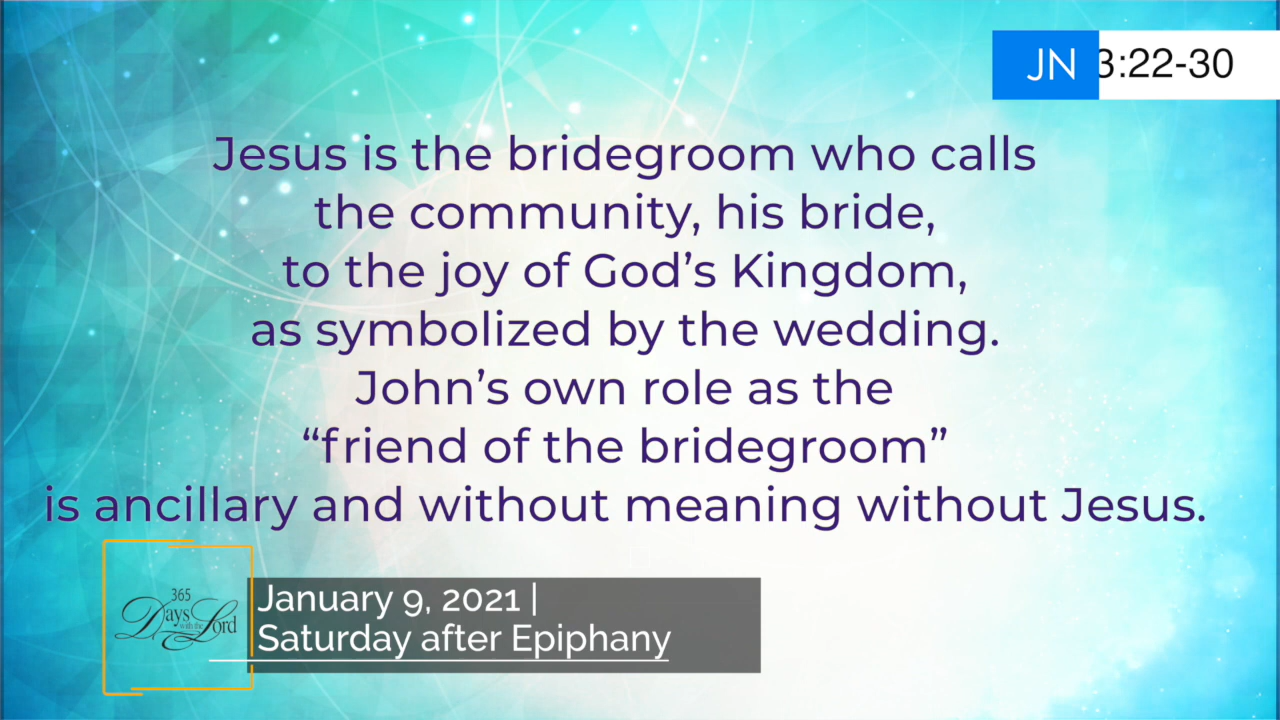 JN 3:22-30
Jesus is the bridegroom who calls
the community, his bride,
to the joy of God’s Kingdom,
as symbolized by the wedding.
John’s own role as the
“friend of the bridegroom”
is ancillary and without meaning without Jesus.
365
Days with the Lord
January 9, 2021 |
Saturday after Epiphany